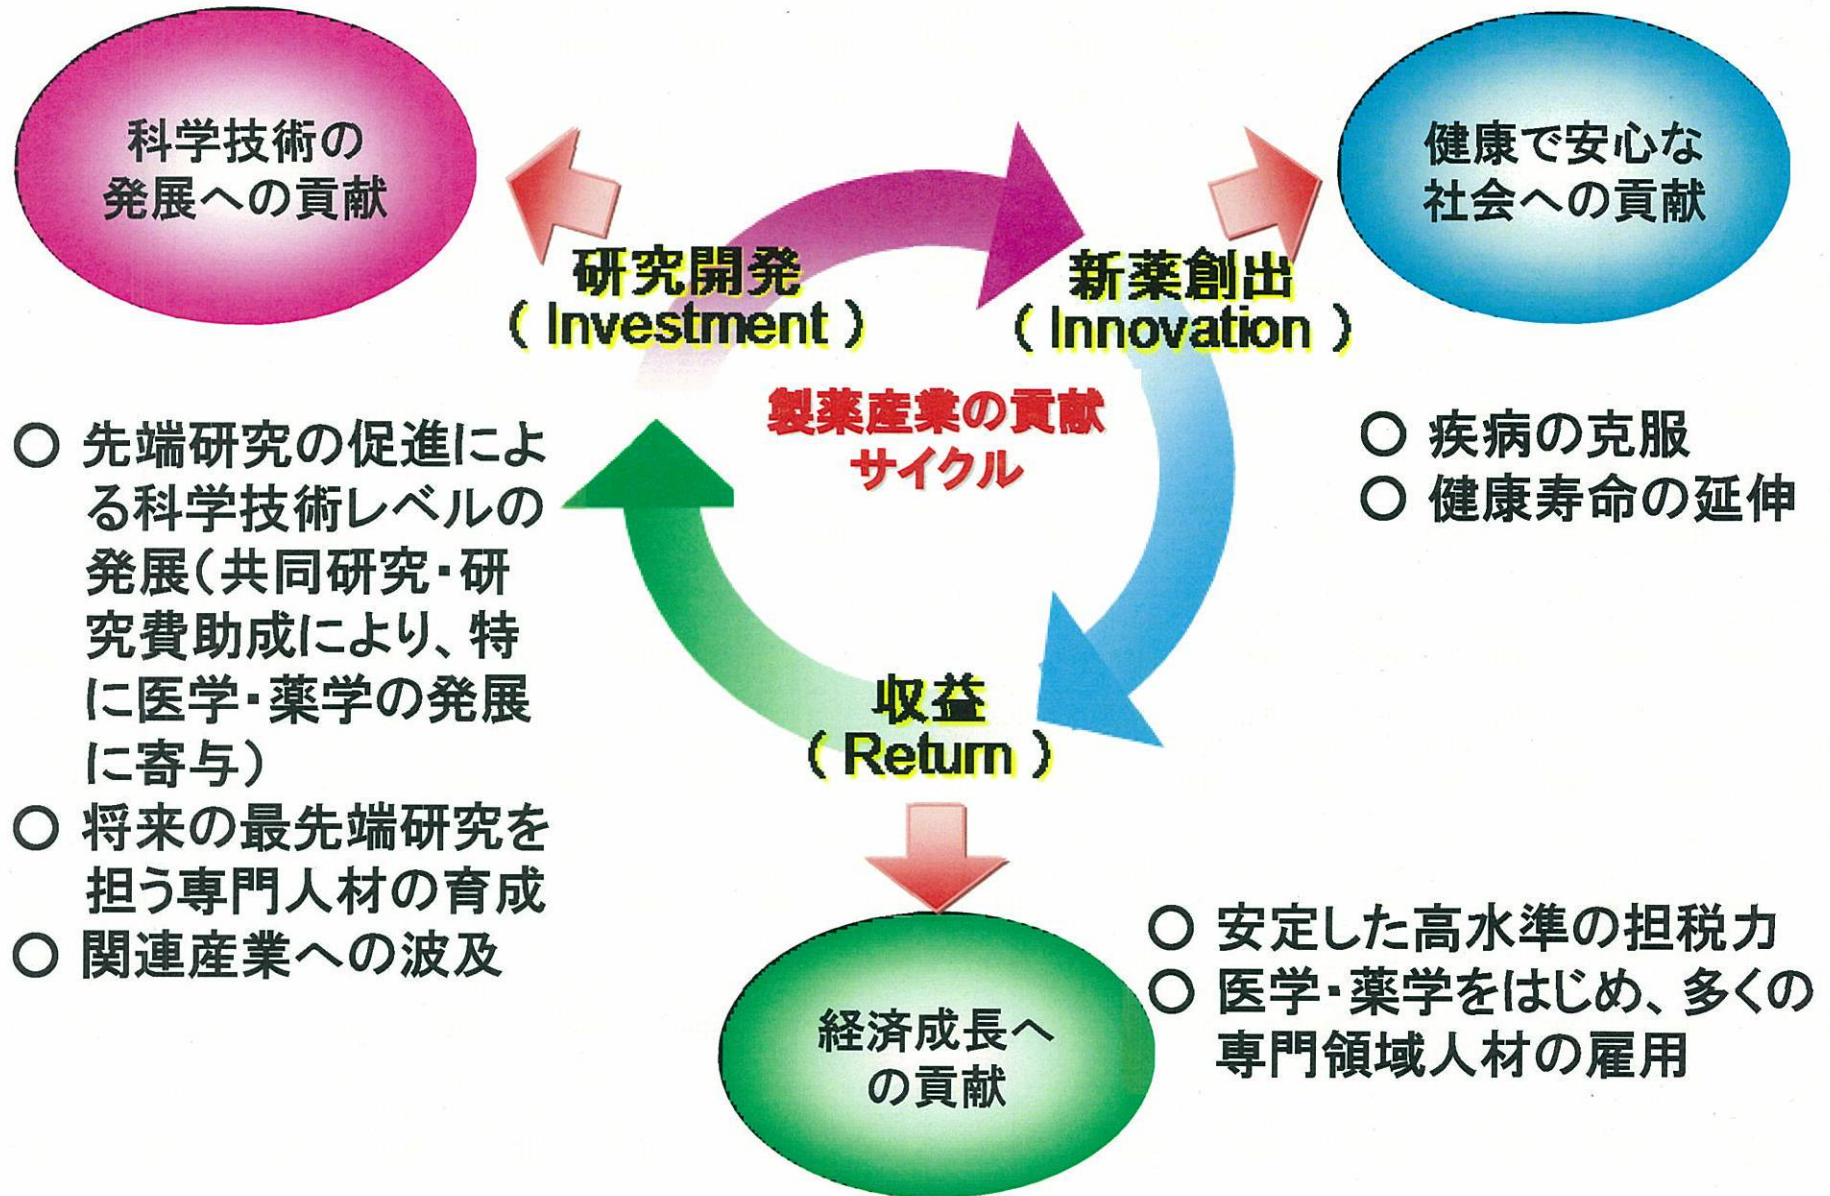 科学技術の
発展への貢献
健康で安心な
社会への貢献
研究開発
( Investment )
新薬創出
( Innovation )
製薬産業の貢献
サイクル
○ 先端研究の促進によ
る科学技術レベルの
発展(共同研究・研
究費助成により、特
に医学・薬学の発展
に寄与)
○ 将来の最先端研究を
担う専門人材の育成
○ 関連産業への波及
○ 疾病の克服
○ 健康寿命の延伸
収益
( Return )
経済成長へ
の貢献
○ 安定した高水準の担税力
○ 医学・薬学をはじめ、多くの
専門領域人材の雇用